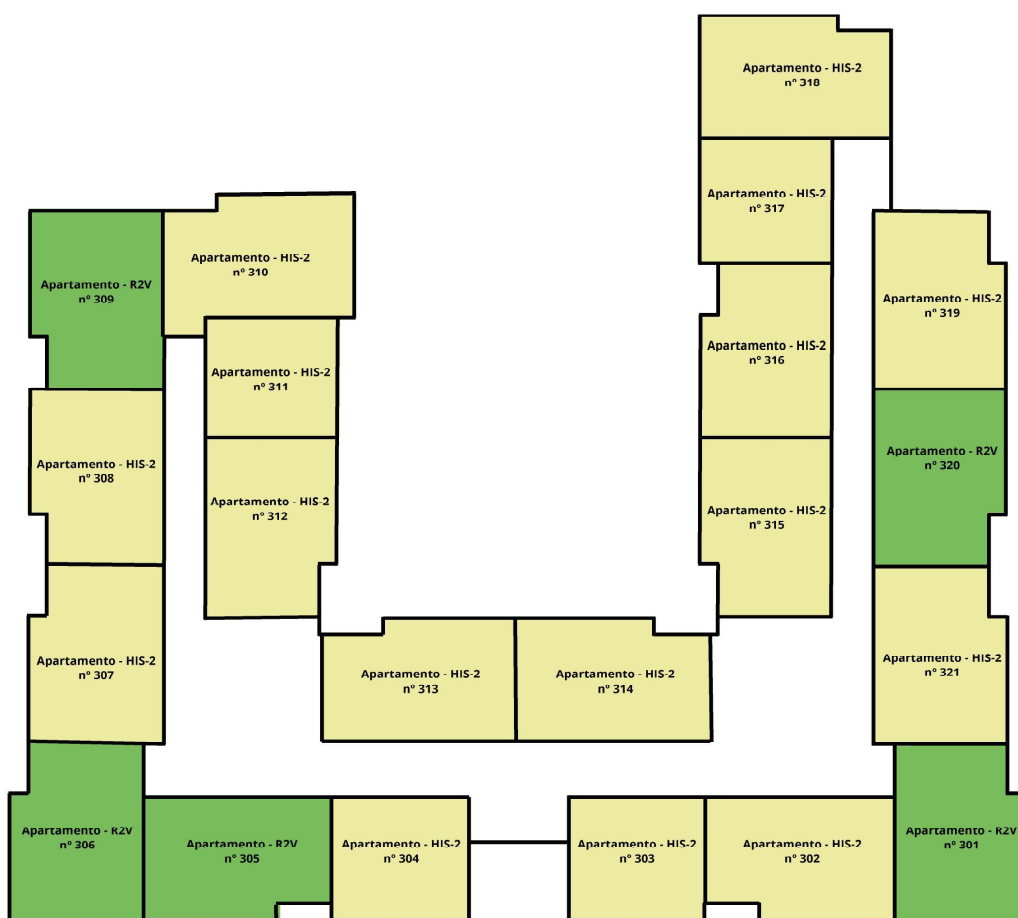 Apartamento - HIS-2
nº 318
Apartamento - HIS-2
nº 317
Apartamento - HIS-2
nº 310
Apartamento - R2V
nº 309
Apartamento - HIS-2
nº 319
Apartamento - HIS-2
nº 316
Apartamento - HIS-2
nº 311
Apartamento - R2V
nº 320
Apartamento - HIS-2
nº 308
Apartamento - HIS-2
nº 312
Apartamento - HIS-2
nº 315
Apartamento - HIS-2
nº 307
Apartamento - HIS-2
nº 313
Apartamento - HIS-2
nº 314
Apartamento - HIS-2
nº 321
Apartamento - R2V
nº 306
Apartamento - R2V
nº 305
Apartamento - HIS-2
nº 304
Apartamento - HIS-2
nº 303
Apartamento - HIS-2
nº 302
Apartamento - R2V
nº 301